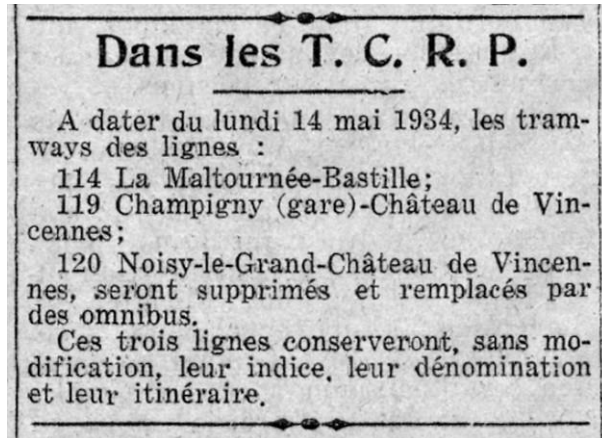 Dans les T. C. R. P.
A dater du lundi 14 mai 1934, les tram-
ways des lignes :
114 La Maltournée-Bastille;
119 Champigny (gare)-Château de Vin-
cennes;
120 Noisy-le-Grand-Château de Vincen-
nes, seront supprimés et remplacés par
des omnibus.
Ces trois lignes conserveront, sans mo-
dification, leur indice, leur dénomination
et leur itinéraire.